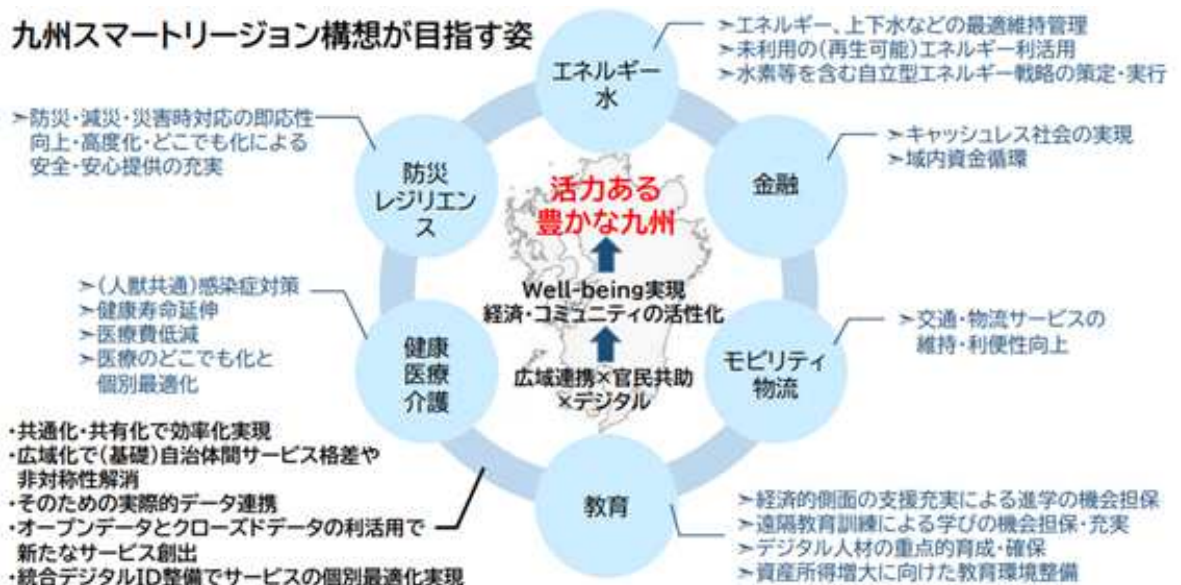 九州スマートリージョン構想が目指す姿
エネルギー
水
➢エネルギー、上下水などの最適維持管理
➢未利用の(再生可能)エネルギー利活用
➢水素等を含む自立型エネルギー戦略の策定・実行
金融
➢キャッシュレス社会の実現
➢域内資金循環
モビリティ
物流
➢交通・物流サービスの
維持・利便性向上
教育
➢経済的側面の支援充実による進学の機会担保
➢遠隔教育訓練による学びの機会担保・充実
➢デジタル人材の重点的育成・確保
➢資産所得増大に向けた教育環境整備
健康
医療
介護
➢(人獣共通)感染症対策
➢健康寿命延伸
➢医療費低減
➢医療のどこでも化と
個別最適化
防災
レジリエン
ス
➢防災・減災・災害時対応の即応性
向上・高度化・どこでも化による
安全・安心提供の充実
活力ある
豊かな九州
Well-being実現
経済・コミュニティの活性化
広域連携×官民共助
×デジタル
・共通化・共有化で効率化実現
・広域化で(基礎)自治体間サービス格差や
非対称性解消
・そのための実際的データ連携
・オープンデータとクローズドデータの利活用で
新たなサービス創出
・統合デジタルID整備でサービスの個別最適化実現